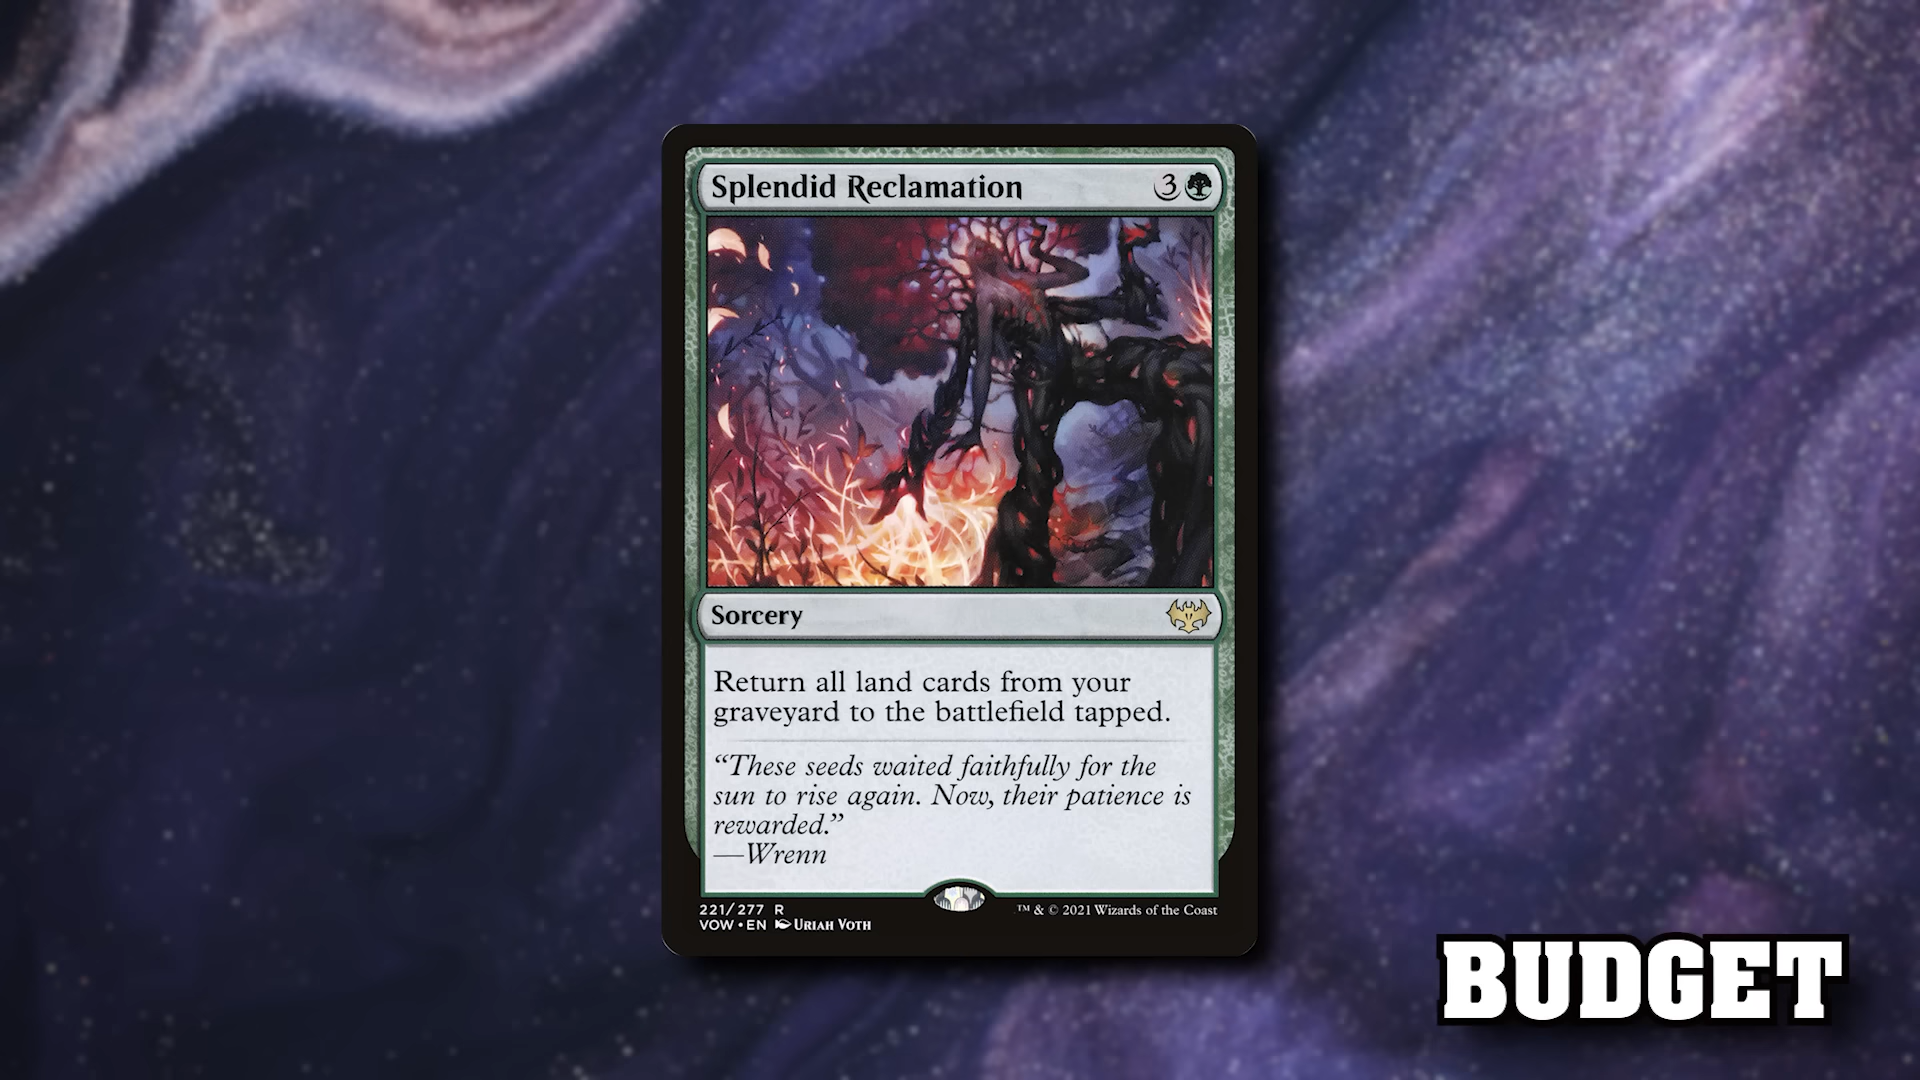 Splendid Reclamation 3
Sorcery
Return all land cards from your
graveyard to the battlefield tapped.
“These seeds waited faithfully for the
sun to rise again. Now, their patience is
rewarded.”
—Wrenn
221/277 R
VOW • EN Uriah Voth
™ & © 2021 Wizards of the Coast
BUDGET